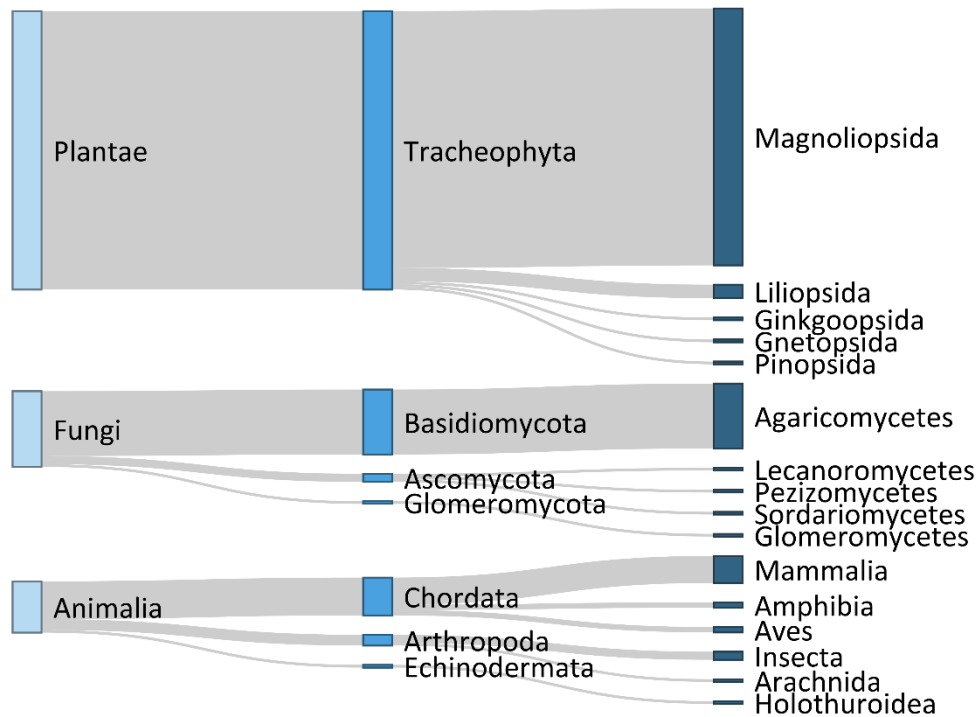 Plantae
Tracheophyta
Magnoliopsida
Liliopsida
Ginkgoopsida
Gnetopsida
Pinopsida
Fungi
Basidiomycota
Agaricomycetes
Ascomycota
Glomeromycota
Lecanoromycetes
Pezizomycetes
Sordariomycetes
Glomeromycetes
Animalia
Chordata
Mammalia
Amphibia
Aves
Arthropoda
Echinodermata
Insecta
Arachnida
Holothuroidea